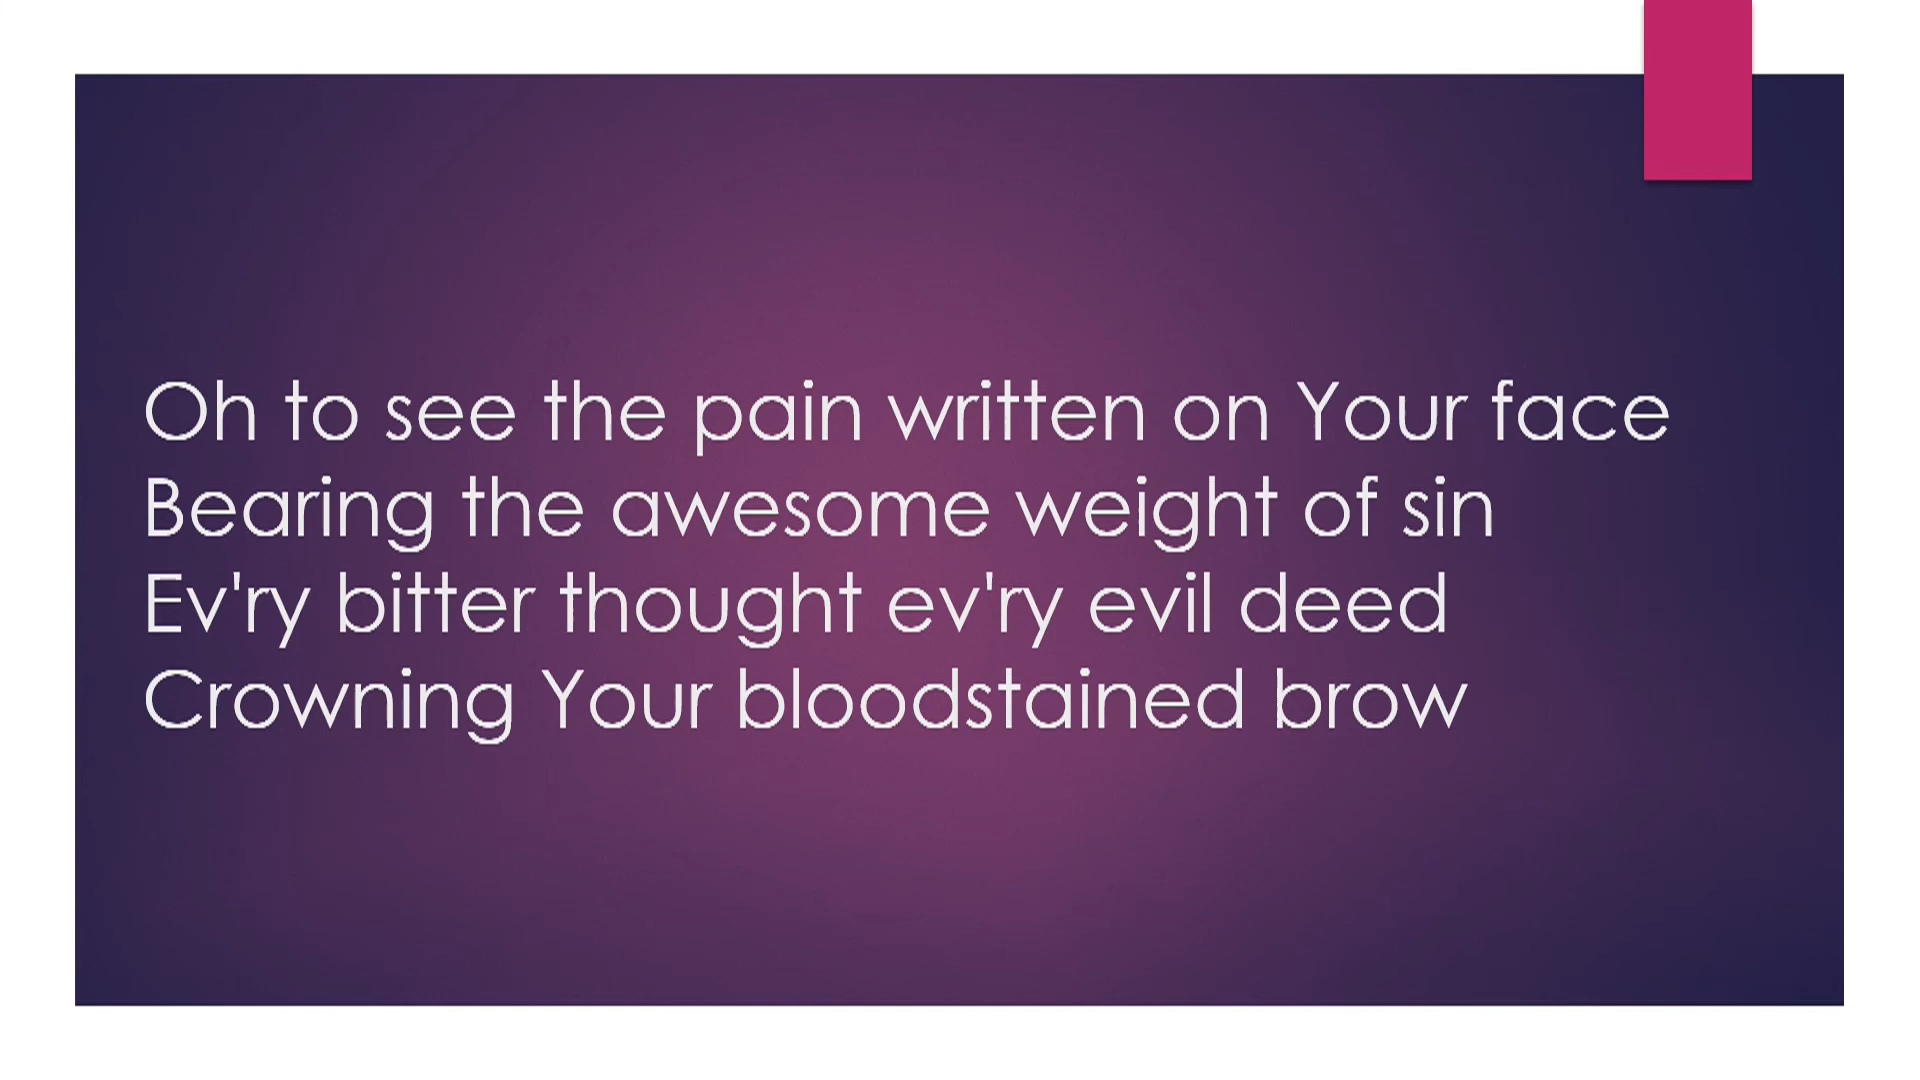 Oh to see the pain written on Your face
Bearing the awesome weight of sin
Ev'ry bitter thought ev'ry evil deed
Crowning Your bloodstained brow